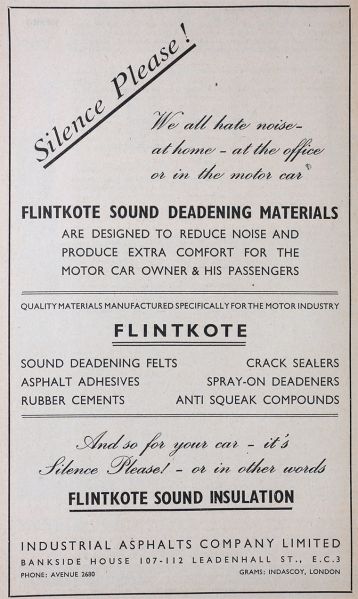 Silence Please!
We all hate noise–
at home – at the office
or in the motor car
FLINTKOTE SOUND DEADENING MATERIALS
ARE DESIGNED TO REDUCE NOISE AND
PRODUCE EXTRA COMFORT FOR THE
MOTOR CAR OWNER & HIS PASSENGERS
QUALITY MATERIALS MANUFACTURED SPECIFICALLY FOR THE MOTOR INDUSTRY
FLINTKOTE
SOUND DEADENING FELTS CRACK SEALERS
ASPHALT ADHESIVES SPRAY-ON DEADENERS
RUBBER CEMENTS ANTI SQUEAK COMPOUNDS
And so for your car – it's
Silence Please! – or in other words
FLINTKOTE SOUND INSULATION
INDUSTRIAL ASPHALTS COMPANY LIMITED
BANKSIDE HOUSE 107-112 LEADENHALL ST., E.C.3
PHONE: AVENUE 2680 GRAMS: INDASCOY, LONDON